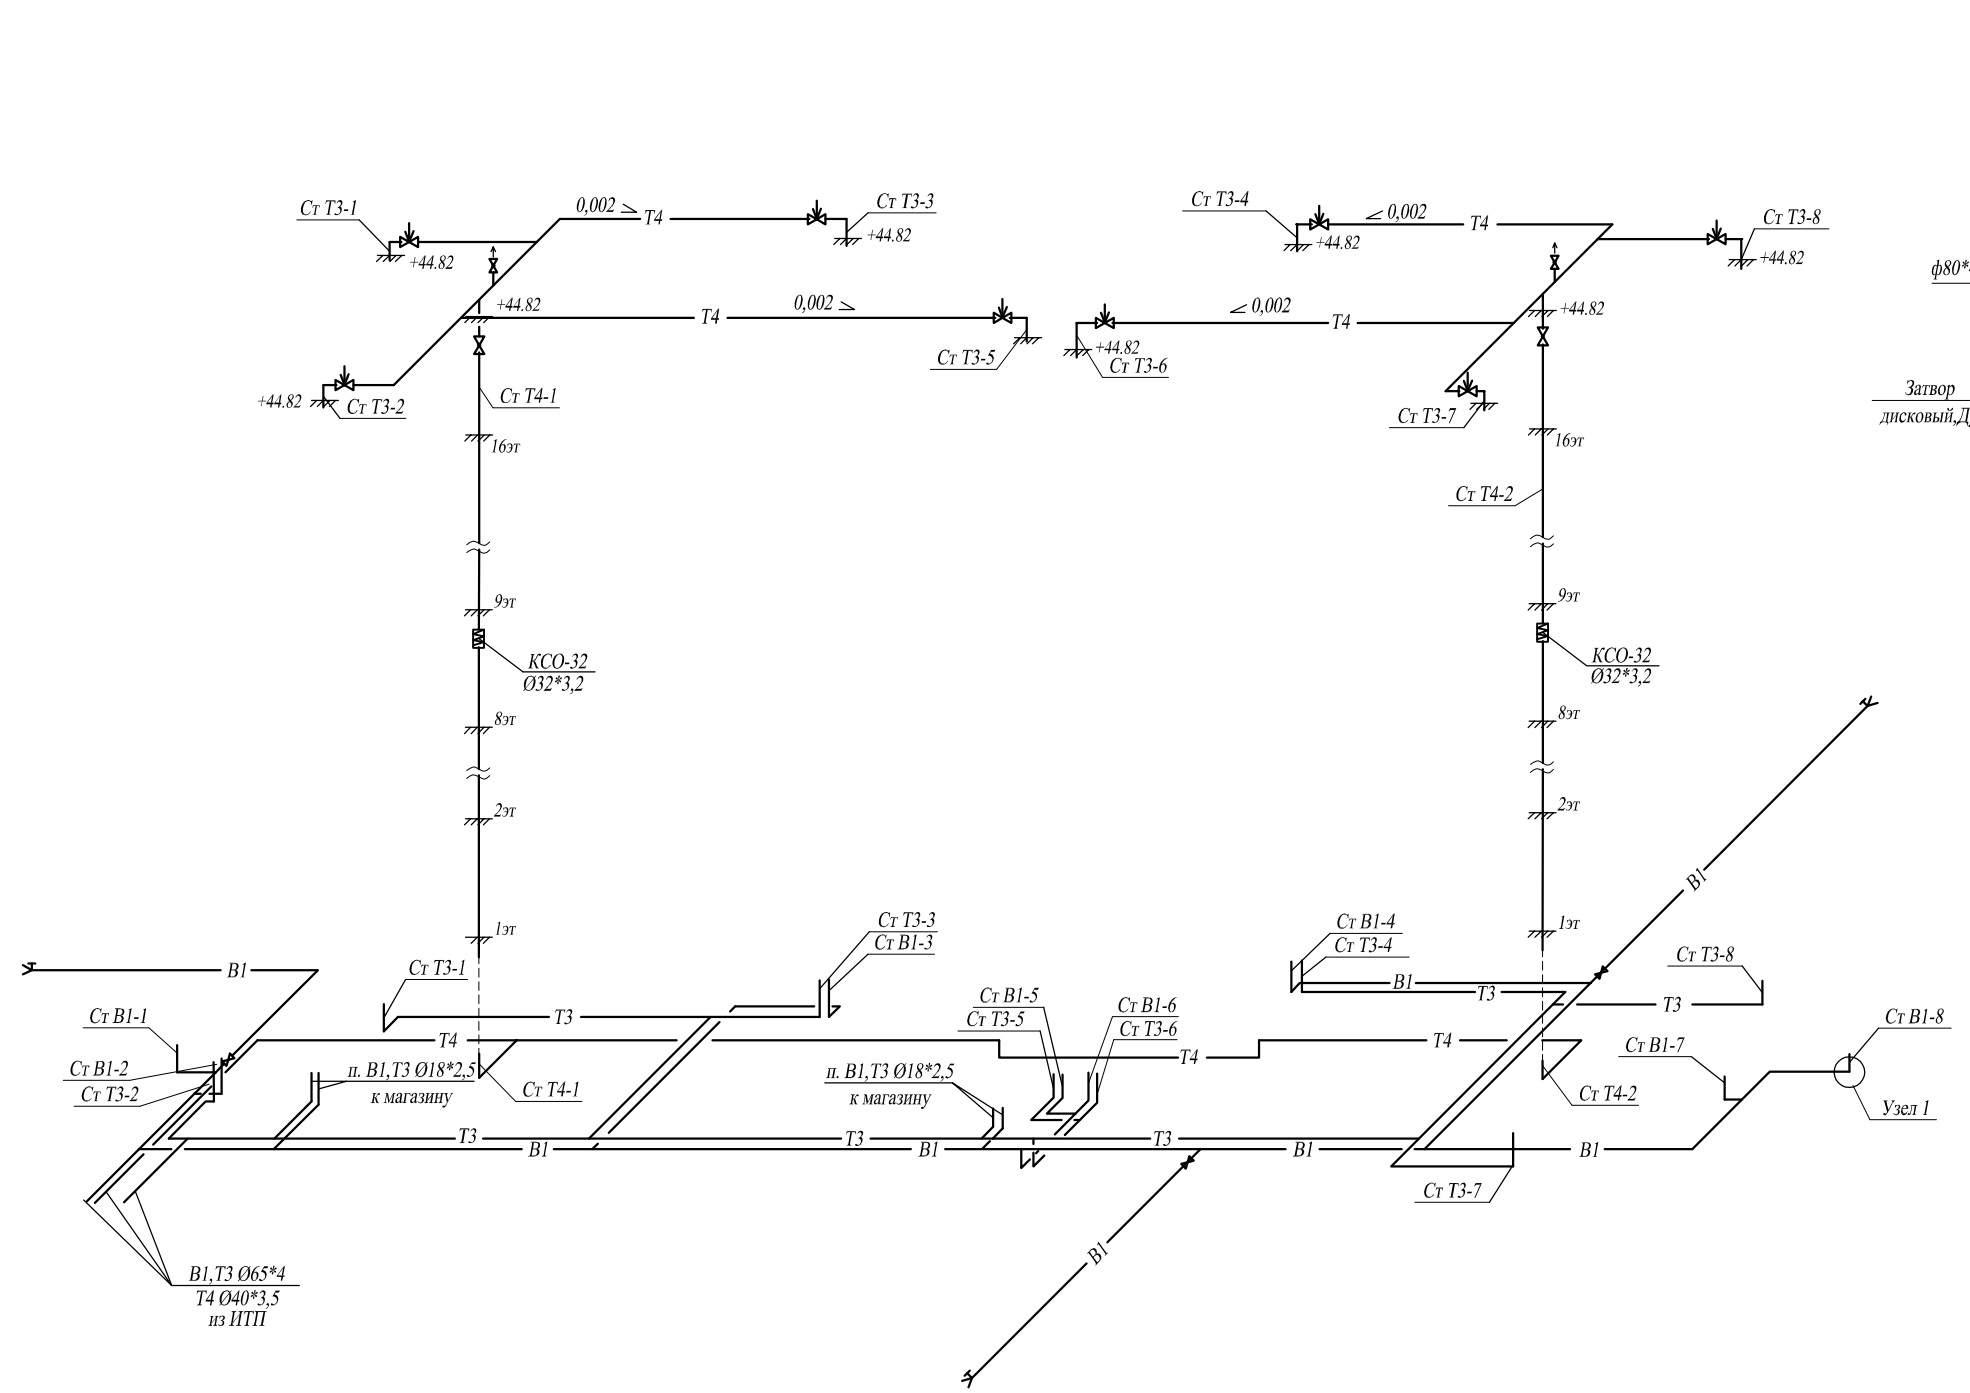 Ст Т3-1
0,002
Т4
Ст Т3-3
+44.82
+44.82
+44.82
0,002
Т4
Ст Т3-5
+44.82
Ст Т3-2
Ст Т4-1
16эт
9эт
КСО-32
Ø32*3,2
8эт
2эт
1эт
Ст Т3-4
0,002
Т4
Ст Т3-8
+44.82
+44.82
+44.82
0,002
Т4
+44.82
Ст Т3-6
Ст Т3-7
16эт
Ст Т4-2
9эт
КСО-32
Ø32*3,2
8эт
2эт
1эт
ф80*
Затвор
дисковый,Д
В1
Ст Т3-3
Ст В1-3
Ст В1-4
Ст Т3-4
В1
Т3
Ст Т3-8
Т3
В1
Ст Т3-1
Т3
Ст В1-1
Ст В1-2
Ст Т3-2
Т4
п. В1,Т3 Ø18*2,5
к магазину
Ст Т4-1
Ст В1-5
Ст Т3-5
Ст В1-6
Ст Т3-6
Т4
Т4
п. В1,Т3 Ø18*2,5
к магазину
Ст Т4-2
Ст В1-7
Ст В1-8
Узел 1
Т3
Т3
Т3
В1
В1
В1
В1
Ст Т3-7
В1
В1,Т3 Ø65*4
Т4 Ø40*3,5
из ИТП